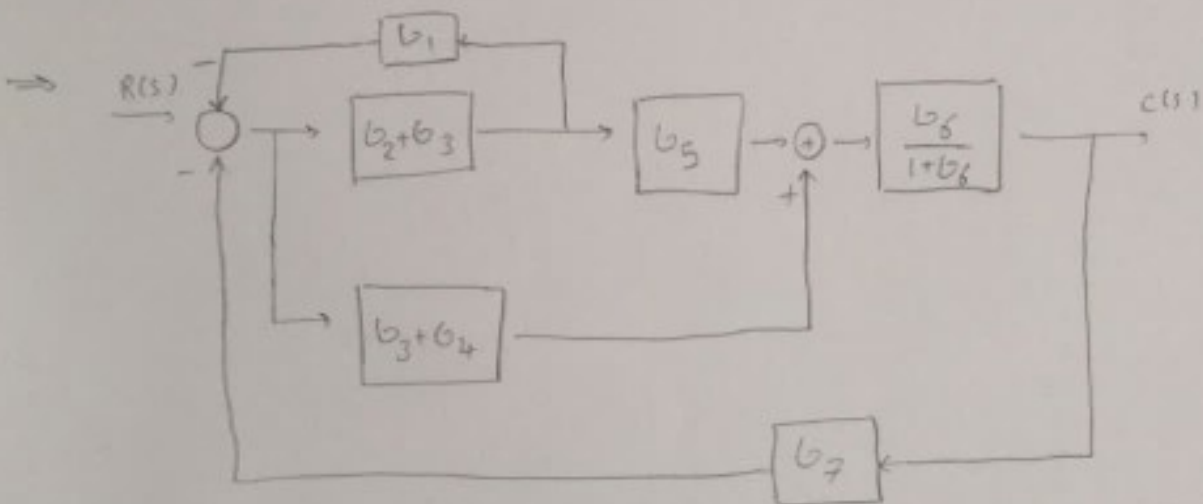 G1
⇒ R(s)
-
G2+G3
G5
+
G6
1+G6
C(s)
-
+
G3+G4
G7